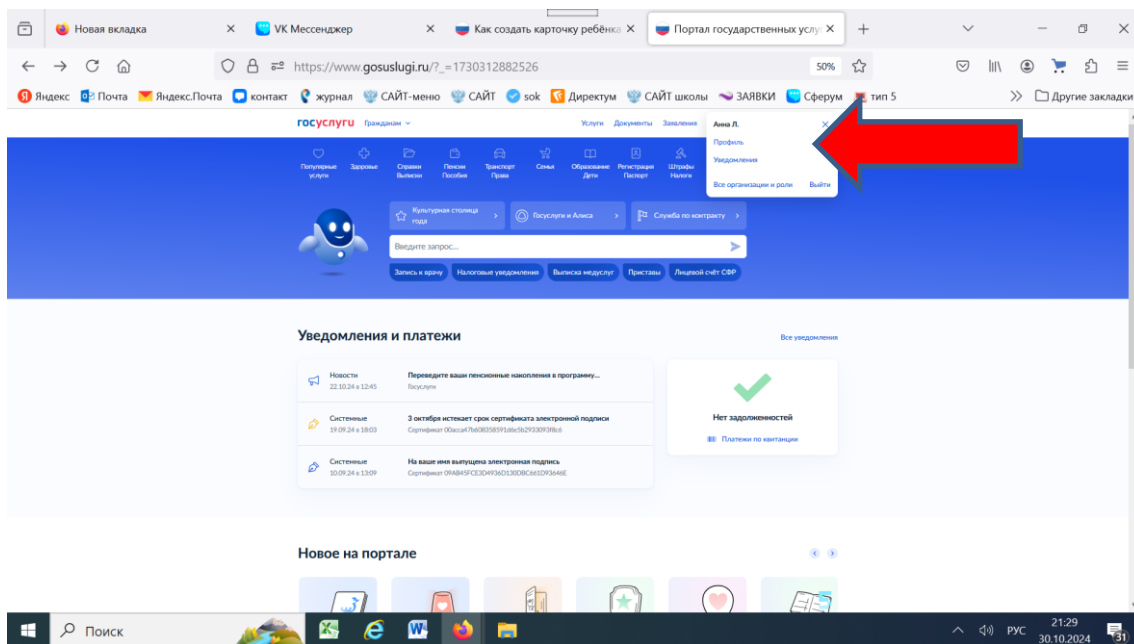 Новая вкладка
VK Мессенджер
Как создать карточку ребёнка
Портал государственных услуг
https://www.gosuslugi.ru/?_=1730312882526
50%
Яндекс Почта Яндекс.Почта контакт журнал САЙТ-меню САЙТ sok Директум САЙТ школы ЗАЯВКИ Сферум тип 5 Другие закладки
госуслуги Гражданам Услуги Документы Заявления
Анна Л.
Профиль
Уведомления
Все организации и роли Выйти
Популярные услуги
Здоровье
Справки Выписки
Пенсии Пособия
Транспорт Права
Семья
Образование Дети
Регистрация Паспорт
Штрафы Налоги
Культурная столица года
Госуслуги и Алиса
Служба по контракту
Введите запрос...
Запись к врачу Налоговые уведомления Выписка медуслуг Приставы Лицевой счёт СФР
Уведомления и платежи
Все уведомления
Новости
22.10.24 в 12:45
Переведите ваши пенсионные накопления в программу...
Госуслуги
Системные
19.09.24 в 18:03
3 октября истекает срок сертификата электронной подписи
Сертификат
Системные
10.09.24 в 13:09
На ваше имя выпущена электронная подпись
Сертификат
Нет задолженностей
Платежи по квитанции
Новое на портале
Поиск
РУС
21:29
30.10.2024
31